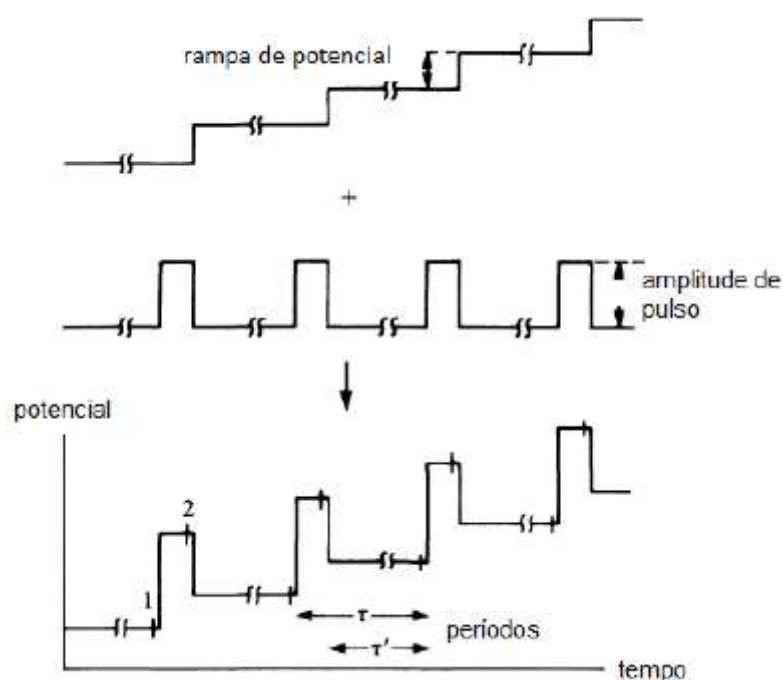 rampa de potencial
+
amplitude de
pulso
potencial
2
1
τ
períodos
τ'
tempo